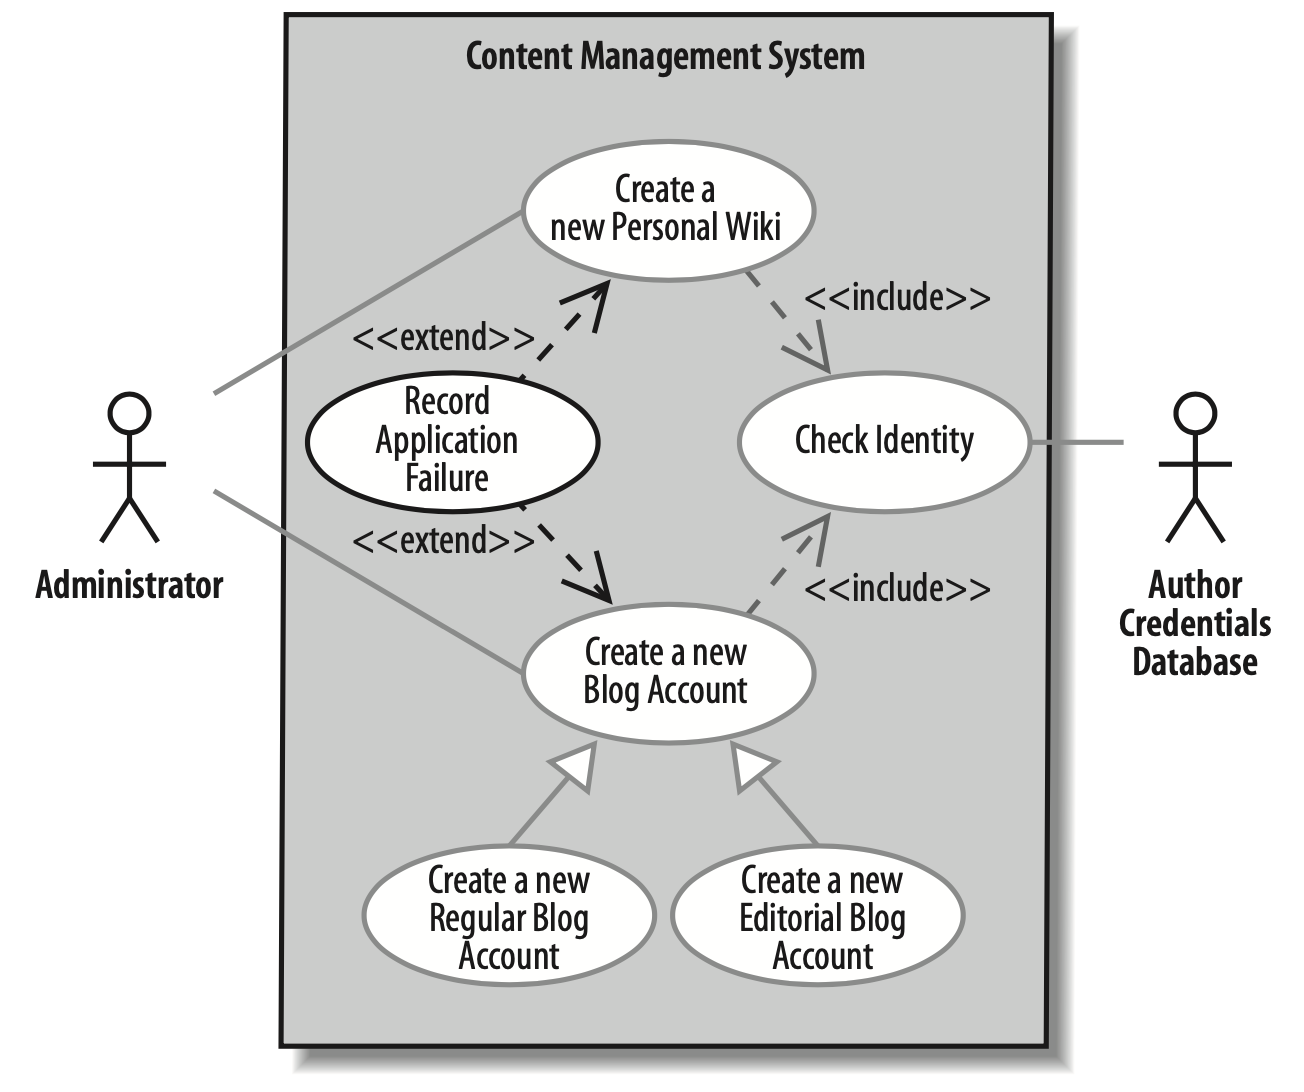 Content Management System
Create a
new Personal Wiki
<<include>>
<<extend>>
Record
Application
Failure
Check Identity
<<extend>>
<<include>>
Administrator
Author
Credentials
Database
Create a new
Blog Account
Create a new
Regular Blog
Account
Create a new
Editorial Blog
Account